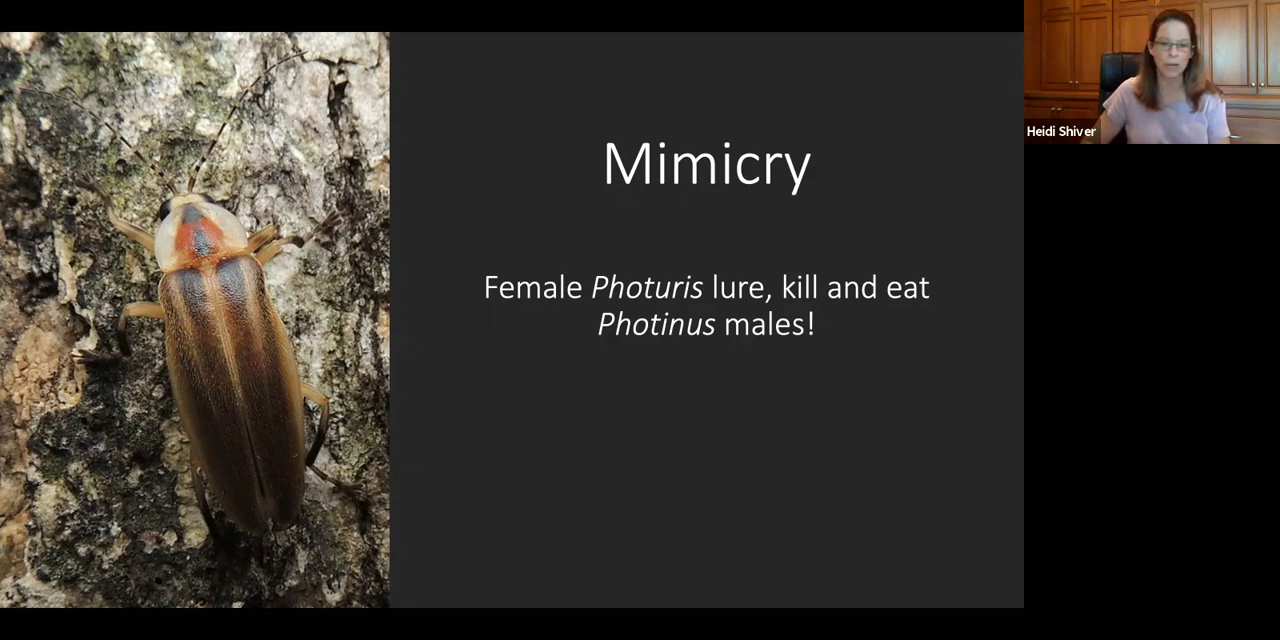 Mimicry
Female Photuris lure, kill and eat
Photinus males!
Heidi Shiver